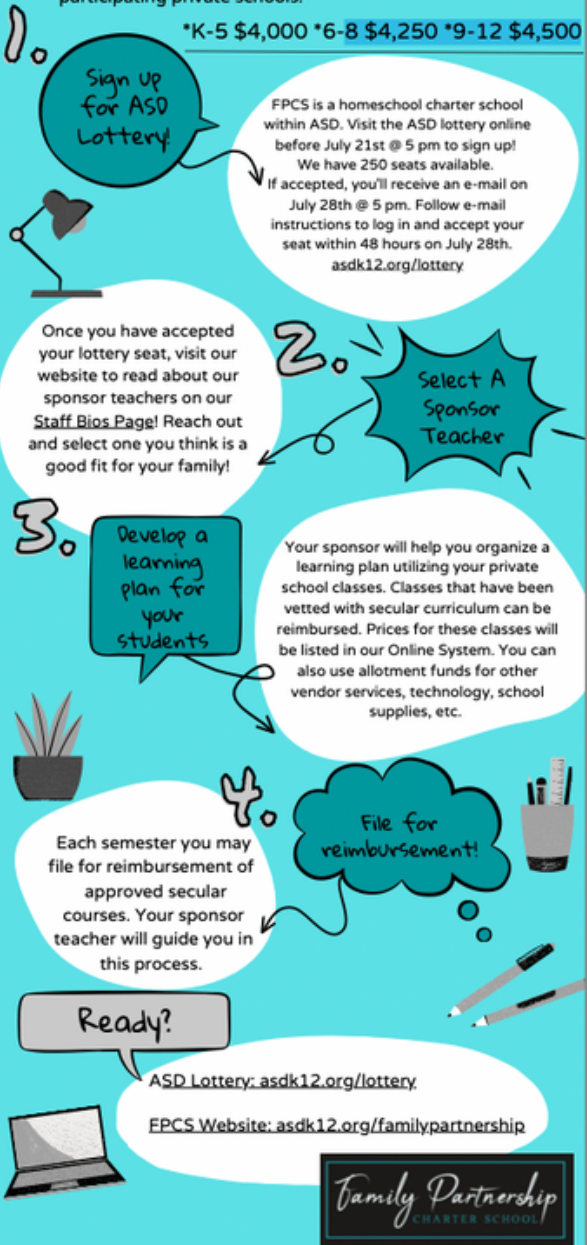 participating private schools.
*K-5 $4,000 *6-8 $4,250 *9-12 $4,500
1.
Sign up
for ASD
Lottery!
FPCS is a homeschool charter school
within ASD. Visit the ASD lottery online
before July 21st @ 5 pm to sign up!
We have 250 seats available.
If accepted, you'll receive an e-mail on
July 28th @ 5 pm. Follow e-mail
instructions to log in and accept your
seat within 48 hours on July 28th.
asdk12.org/lottery
2.
Select A
Sponsor
Teacher
Once you have accepted
your lottery seat, visit our
website to read about our
sponsor teachers on our
Staff Bios Page! Reach out
and select one you think is a
good fit for your family!
3.
Develop a
learning
plan for
your
students
Your sponsor will help you organize a
learning plan utilizing your private
school classes. Classes that have been
vetted with secular curriculum can be
reimbursed. Prices for these classes will
be listed in our Online System. You can
also use allotment funds for other
vendor services, technology, school
supplies, etc.
4.
File for
reimbursement!
Each semester you may
file for reimbursement of
approved secular
courses. Your sponsor
teacher will guide you in
this process.
Ready?
ASD Lottery: asdk12.org/lottery
FPCS Website: asdk12.org/familypartnership
Family Partnership
CHARTER SCHOOL